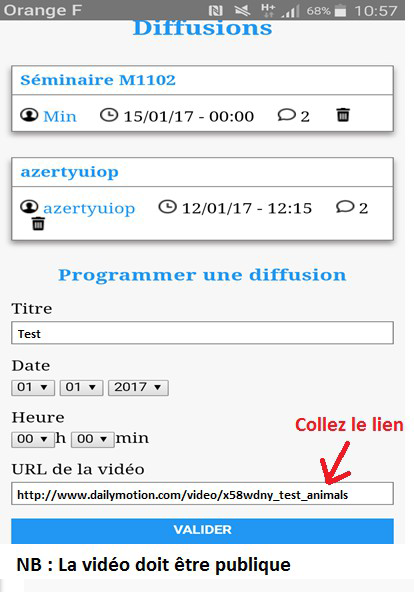 Orange F 68% 10:57
Diffusions
Séminaire M1102
Min 15/01/17 - 00:00 2
azertyuiop
azertyuiop 12/01/17 - 12:15 2
Programmer une diffusion
Titre
Test
Date
01 01 2017
Heure
00 h 00 min
Collez le lien
URL de la vidéo
http://www.dailymotion.com/video/x58wdny_test_animals
VALIDER
NB : La vidéo doit être publique